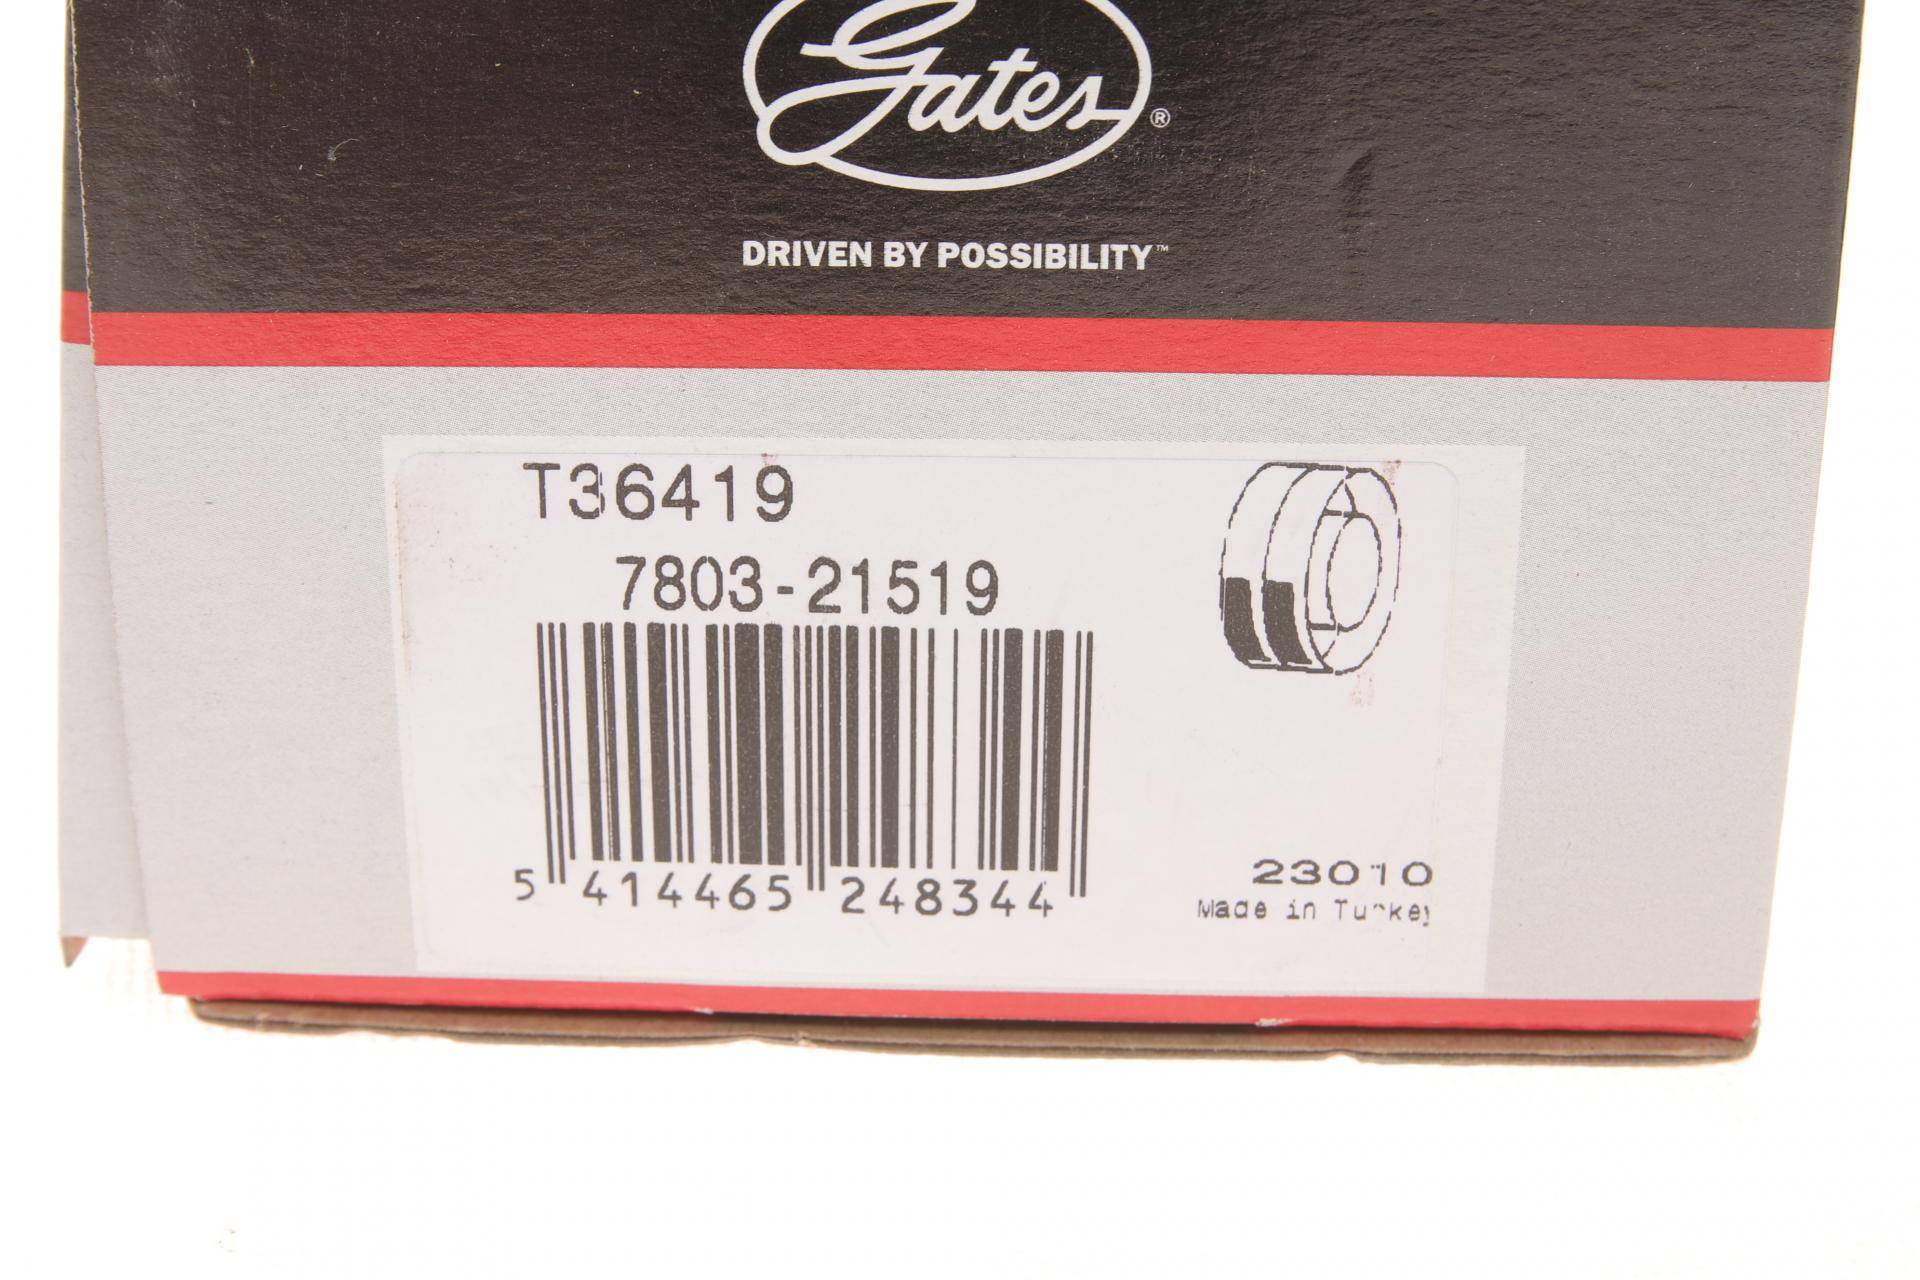 Gates®
DRIVEN BY POSSIBILITY™
T36419
7803-21519
5 414465 248344
23010
Made in Turkey